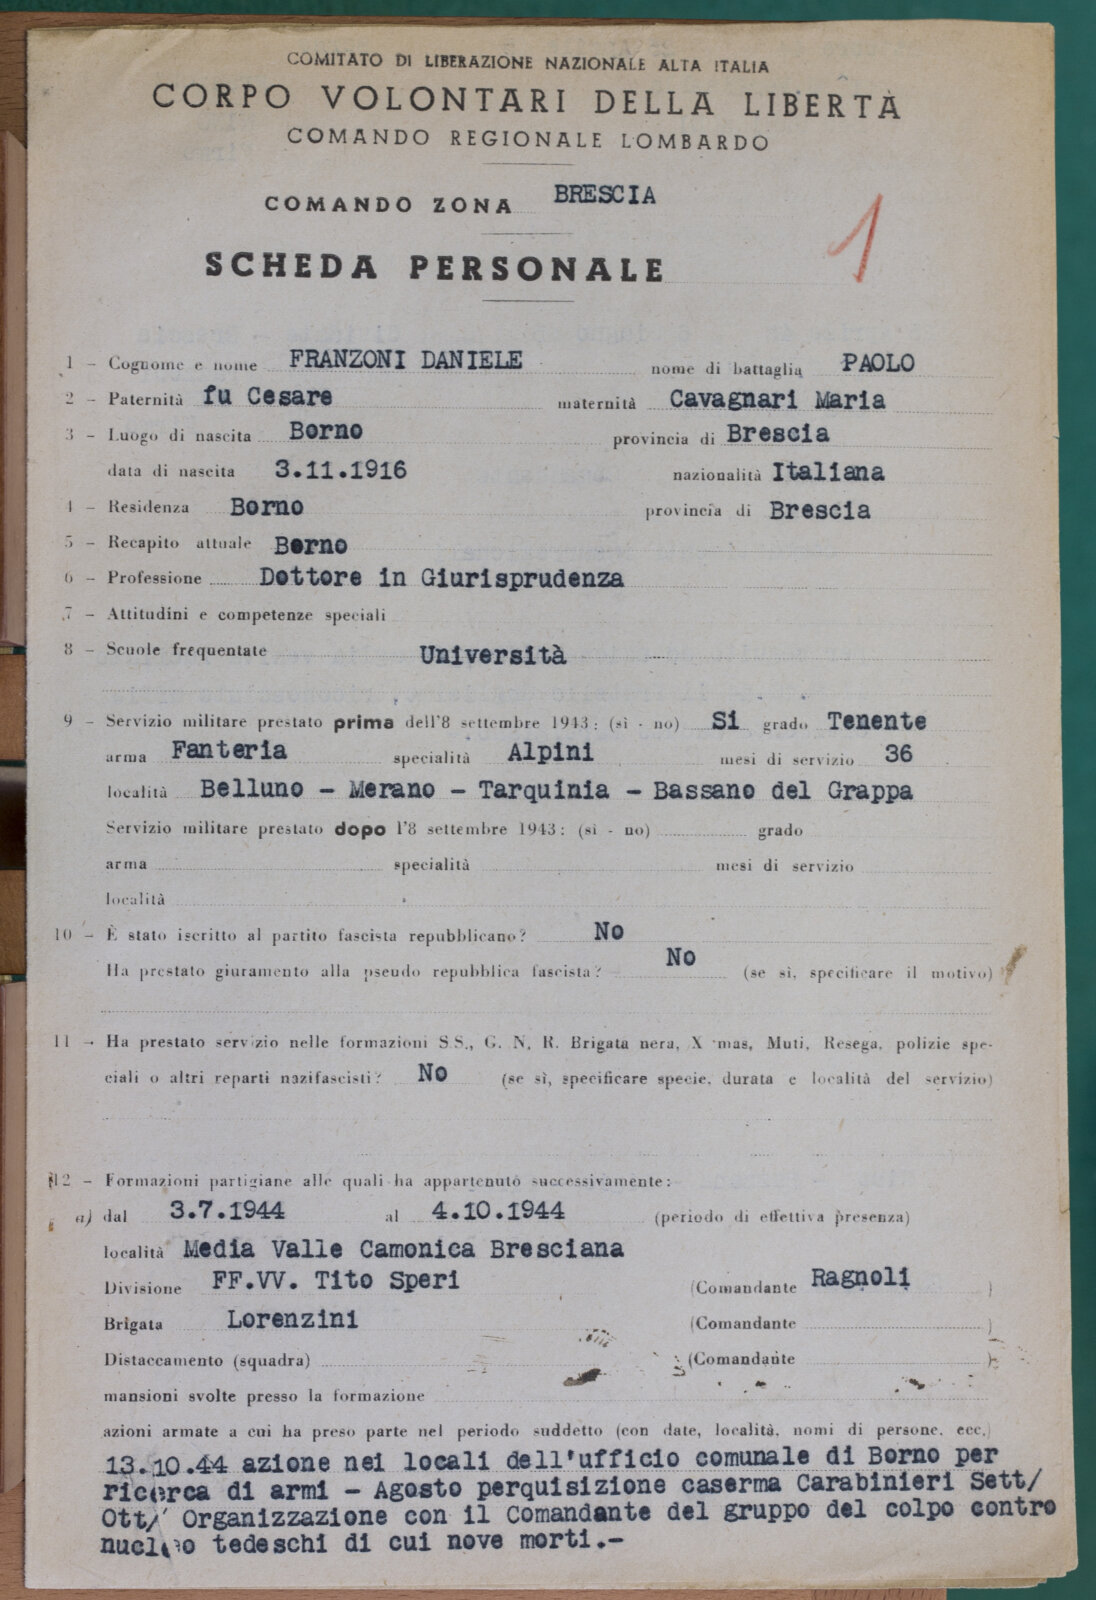 COMITATO DI LIBERAZIONE NAZIONALE ALTA ITALIA
CORPO VOLONTARI DELLA LIBERTÀ
COMANDO REGIONALE LOMBARDO
COMANDO ZONA BRESCIA
1
SCHEDA PERSONALE
1 - Cognome e nome FRANZONI DANIELE nome di battaglia PAOLO
2 - Paternità fu Cesare maternità Cavagnari Maria
3 - Luogo di nascita Borno provincia di Brescia
data di nascita 3.11.1916 nazionalità Italiana
4 - Residenza Borno provincia di Brescia
5 - Recapito attuale Borno
6 - Professione Dottore in Giurisprudenza
7 - Attitudini e competenze speciali
8 - Scuole frequentate Università
9 - Servizio militare prestato prima dell'8 settembre 1943: (sì - no) Si grado Tenente
arma Fanteria specialità Alpini mesi di servizio 36
località Belluno - Merano - Tarquinia - Bassano del Grappa
Servizio militare prestato dopo l'8 settembre 1943: (sì - no) grado
arma specialità mesi di servizio
località
10 - È stato iscritto al partito fascista repubblicano? No
Ha prestato giuramento alla pseudo repubblica fascista? No (se sì, specificare il motivo)
11 - Ha prestato servizio nelle formazioni S.S., G. N. R. Brigata nera, X mas, Muti, Resega, polizie spe-
ciali o altri reparti nazifascisti? No (se sì, specificare specie, durata e località del servizio)
12 - Formazioni partigiane alle quali ha appartenuto successivamente:
a) dal 3.7.1944 al 4.10.1944 (periodo di effettiva presenza)
località Media Valle Camonica Bresciana
Divisione FF.VV. Tito Speri (Comandante Ragnoli )
Brigata Lorenzini (Comandante )
Distaccamento (squadra) (Comandante )
mansioni svolte presso la formazione
azioni armate a cui ha preso parte nel periodo suddetto (con date, località, nomi di persone, ecc.)
13.10.44 azione nei locali dell'ufficio comunale di Borno per
ricerca di armi - Agosto perquisizione caserma Carabinieri Sett/
Ott/ Organizzazione con il Comandante del gruppo del colpo contro
nucleo tedeschi di cui nove morti.-